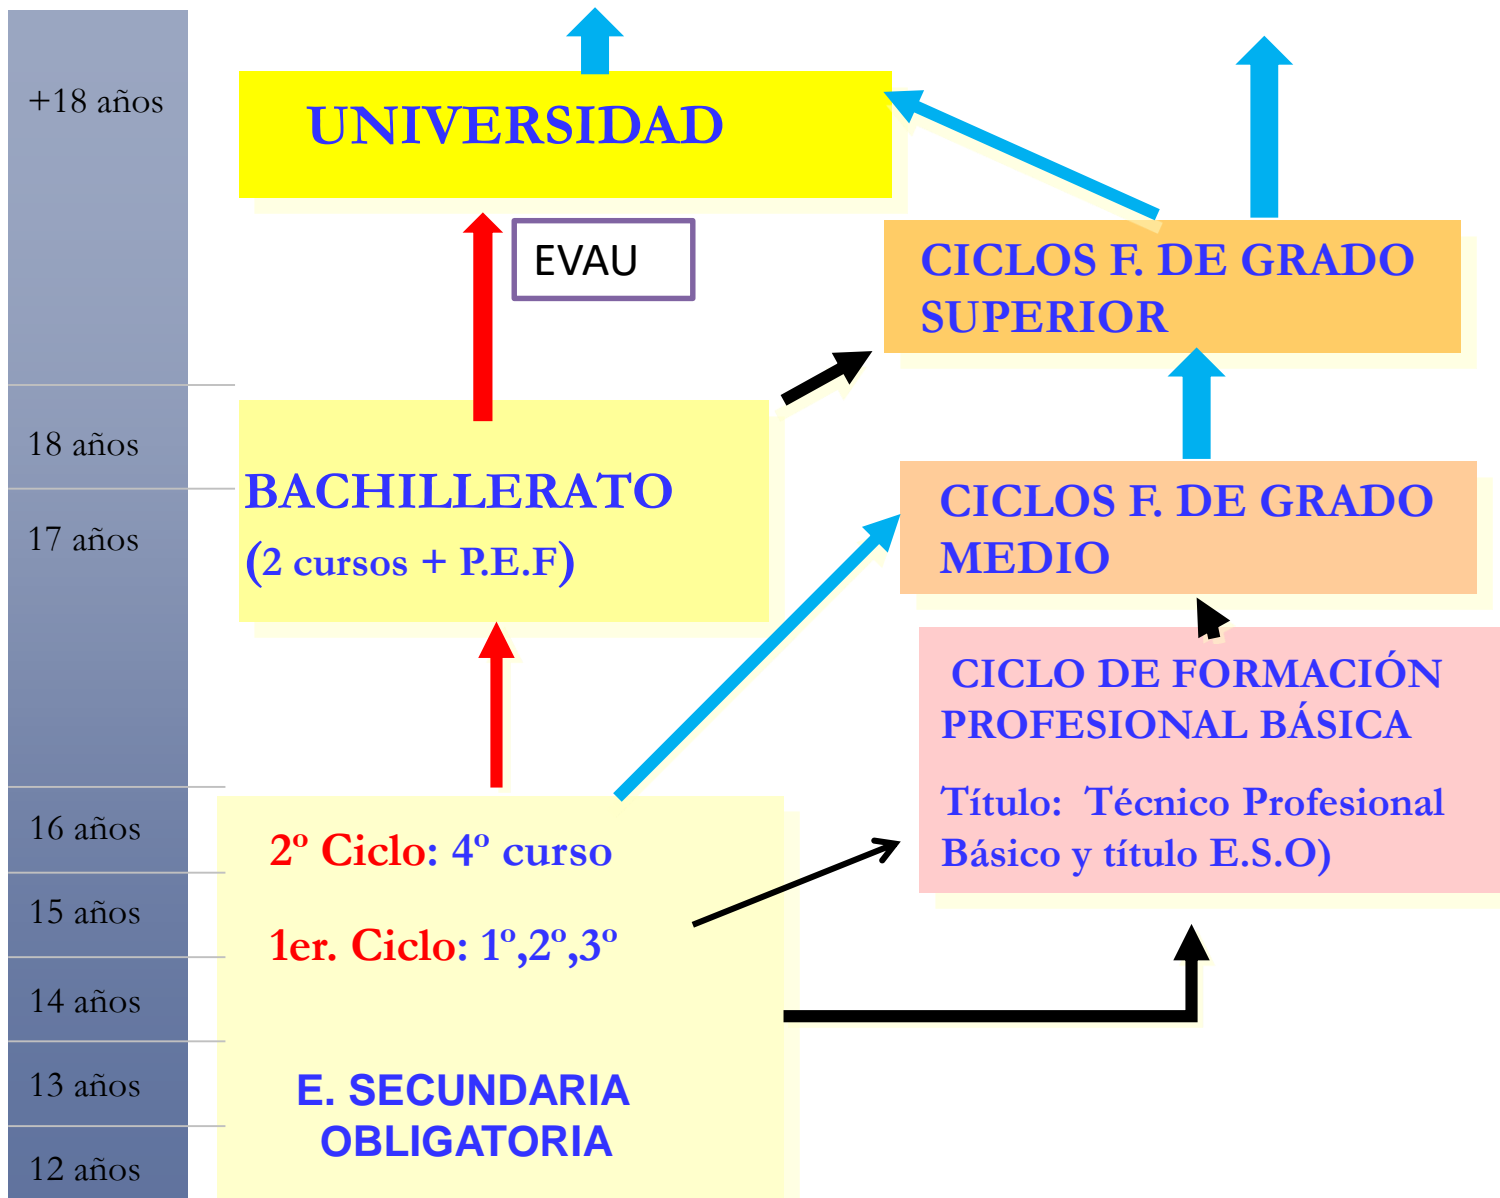 +18 años
UNIVERSIDAD
EVAU
CICLOS F. DE GRADO
SUPERIOR
18 años
BACHILLERATO
(2 cursos + P.E.F)
17 años
CICLOS F. DE GRADO
MEDIO
CICLO DE FORMACIÓN
PROFESIONAL BÁSICA
Título: Técnico Profesional
Básico y título E.S.O)
16 años
2º Ciclo: 4º curso
15 años
1er. Ciclo: 1º,2º,3º
14 años
13 años
E. SECUNDARIA
OBLIGATORIA
12 años